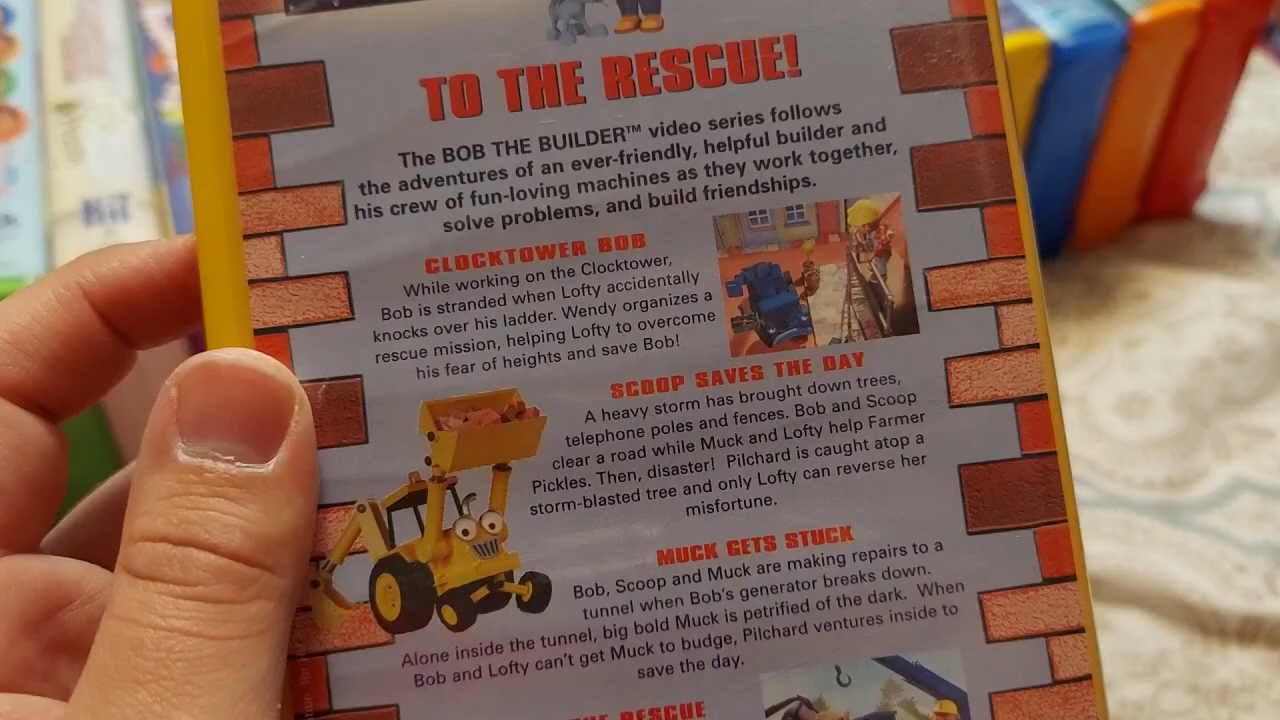 TO THE RESCUE!
The BOB THE BUILDER™ video series follows
the adventures of an ever-friendly, helpful builder and
his crew of fun-loving machines as they work together,
solve problems, and build friendships.
CLOCKTOWER BOB
While working on the Clocktower,
Bob is stranded when Lofty accidentally
knocks over his ladder. Wendy organizes a
rescue mission, helping Lofty to overcome
his fear of heights and save Bob!
SCOOP SAVES THE DAY
A heavy storm has brought down trees,
telephone poles and fences. Bob and Scoop
clear a road while Muck and Lofty help Farmer
Pickles. Then, disaster! Pilchard is caught atop a
storm-blasted tree and only Lofty can reverse her
misfortune.
MUCK GETS STUCK
Bob, Scoop and Muck are making repairs to a
tunnel when Bob's generator breaks down.
Alone inside the tunnel, big bold Muck is petrified of the dark. When
Bob and Lofty can't get Muck to budge, Pilchard ventures inside to
save the day.
THE RESCUE